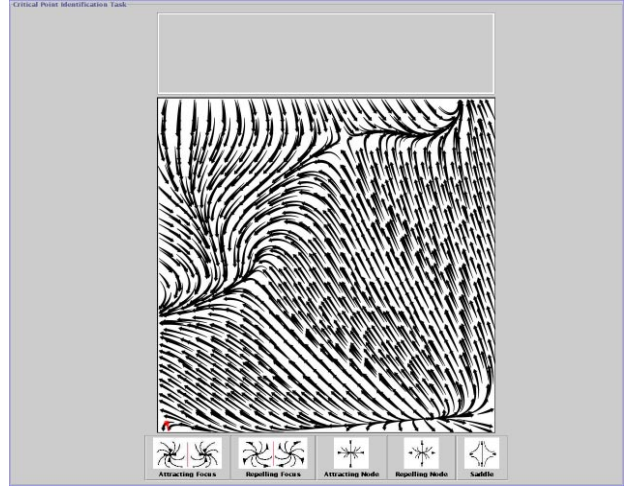 Critical Point Identification Task
Attracting Focus
Repelling Focus
Attracting Node
Repelling Node
Saddle